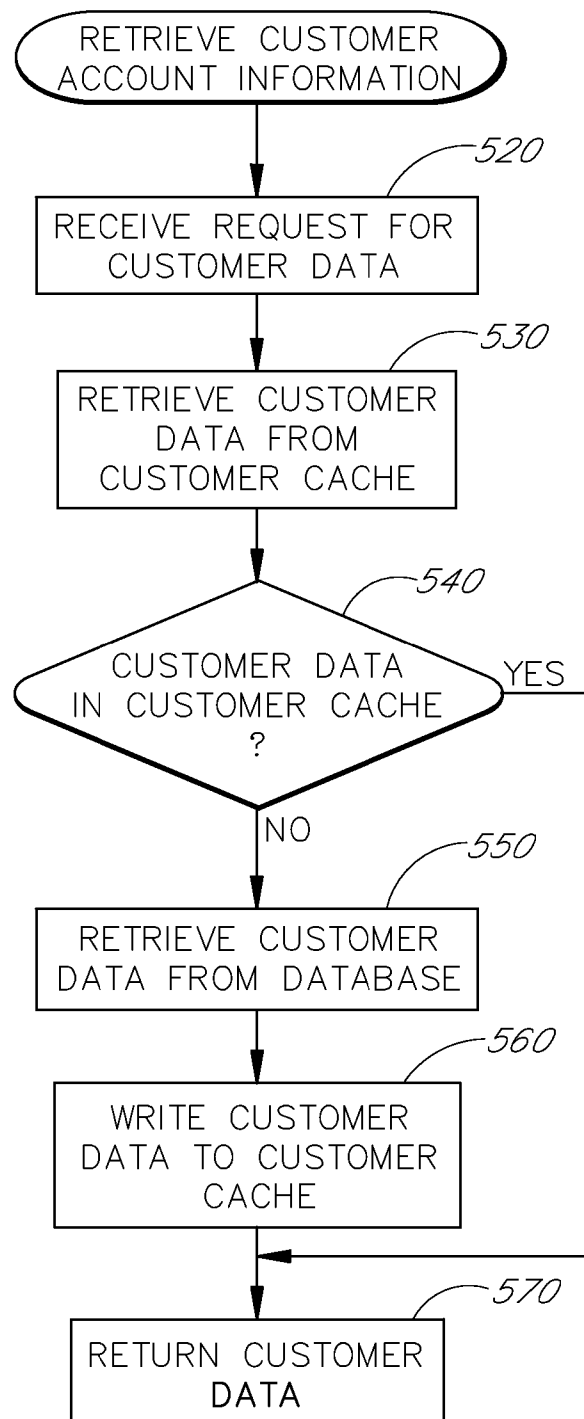 RETRIEVE CUSTOMER
ACCOUNT INFORMATION
520
RECEIVE REQUEST FOR
CUSTOMER DATA
530
RETRIEVE CUSTOMER
DATA FROM
CUSTOMER CACHE
540
CUSTOMER DATA
IN CUSTOMER CACHE
?
YES
NO
550
RETRIEVE CUSTOMER
DATA FROM DATABASE
560
WRITE CUSTOMER
DATA TO CUSTOMER
CACHE
570
RETURN CUSTOMER
DATA